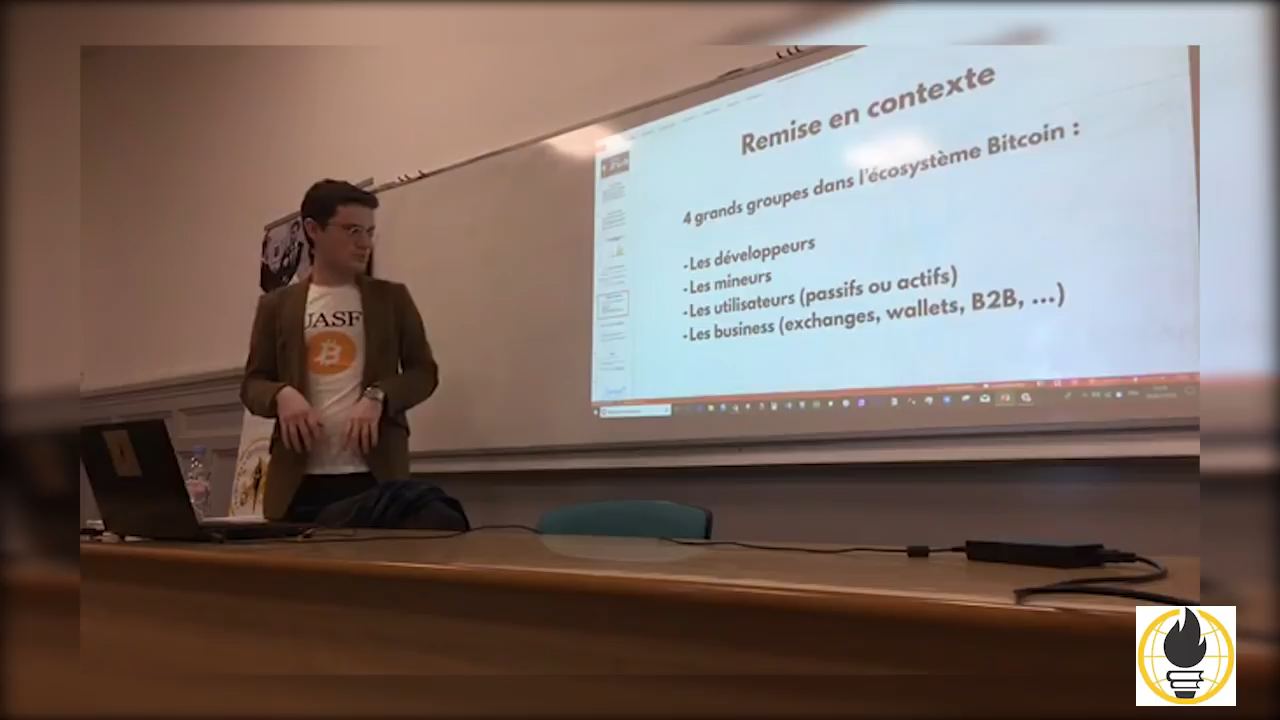 Remise en contexte
4 grands groupes dans l'écosystème Bitcoin :
-Les développeurs
-Les mineurs
-Les utilisateurs (passifs ou actifs)
-Les business (exchanges, wallets, B2B, ...)
UASF